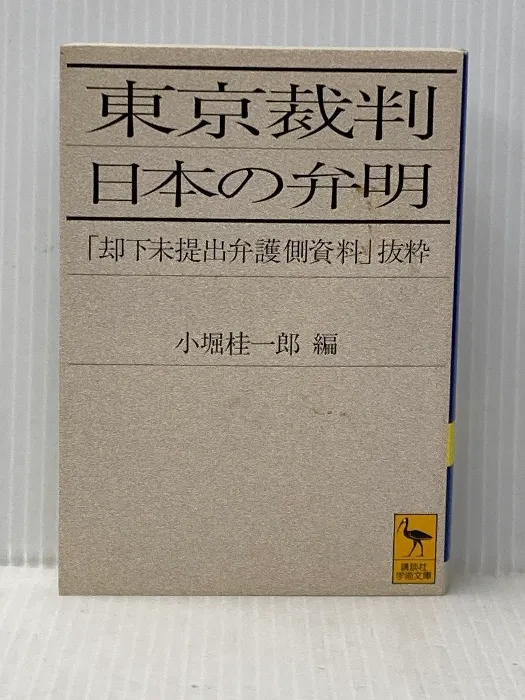 東京裁判
日本の弁明
「却下未提出弁護側資料」抜粋
小堀桂一郎 編
講談社
学術文庫